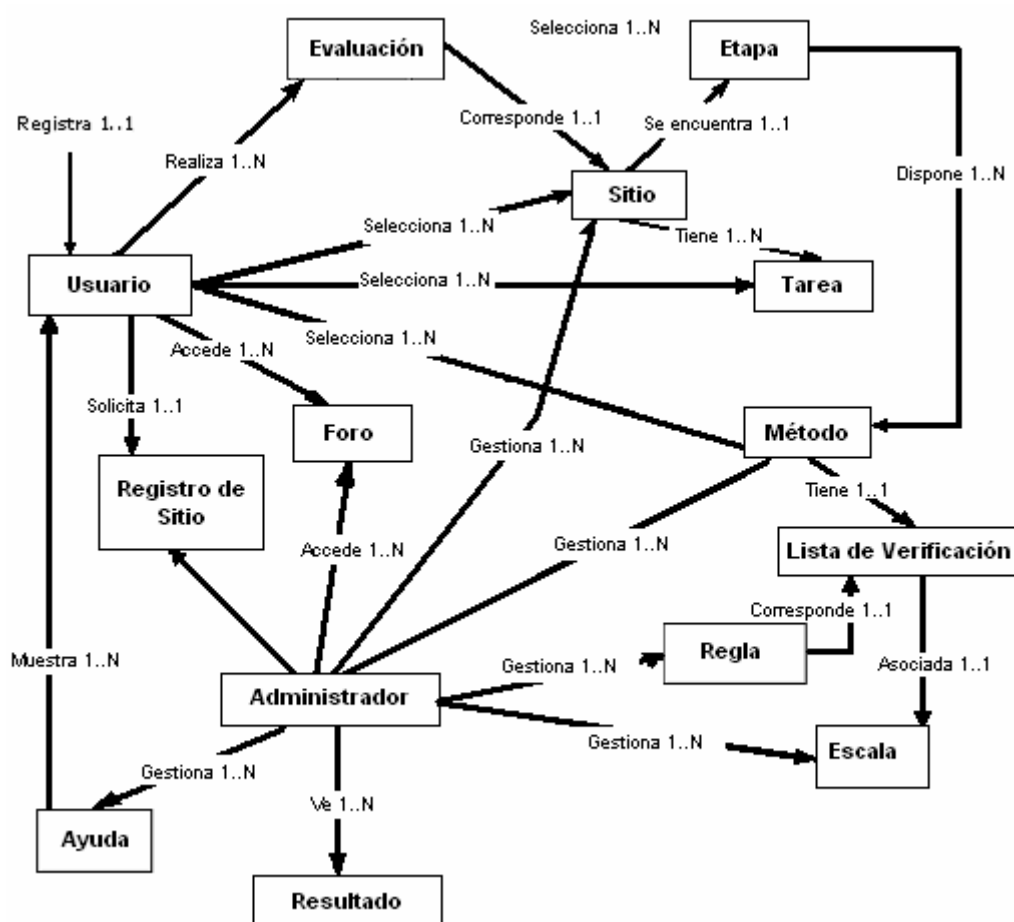 Evaluación
Selecciona 1..N
Etapa
Registra 1..1
Corresponde 1..1
Se encuentra 1..1
Realiza 1..N
Dispone 1..N
Sitio
Selecciona 1..N
Tiene 1..N
Usuario
Selecciona 1..N
Tarea
Accede 1..N
Selecciona 1..N
Solicita 1..1
Foro
Gestiona 1..N
Método
Registro de
Sitio
Tiene 1..1
Accede 1..N
Gestiona 1..N
Lista de Verificación
Corresponde 1..1
Muestra 1..N
Gestiona 1..N
Regla
Asociada 1..1
Administrador
Gestiona 1..N
Escala
Gestiona 1..N
Ve 1..N
Ayuda
Resultado